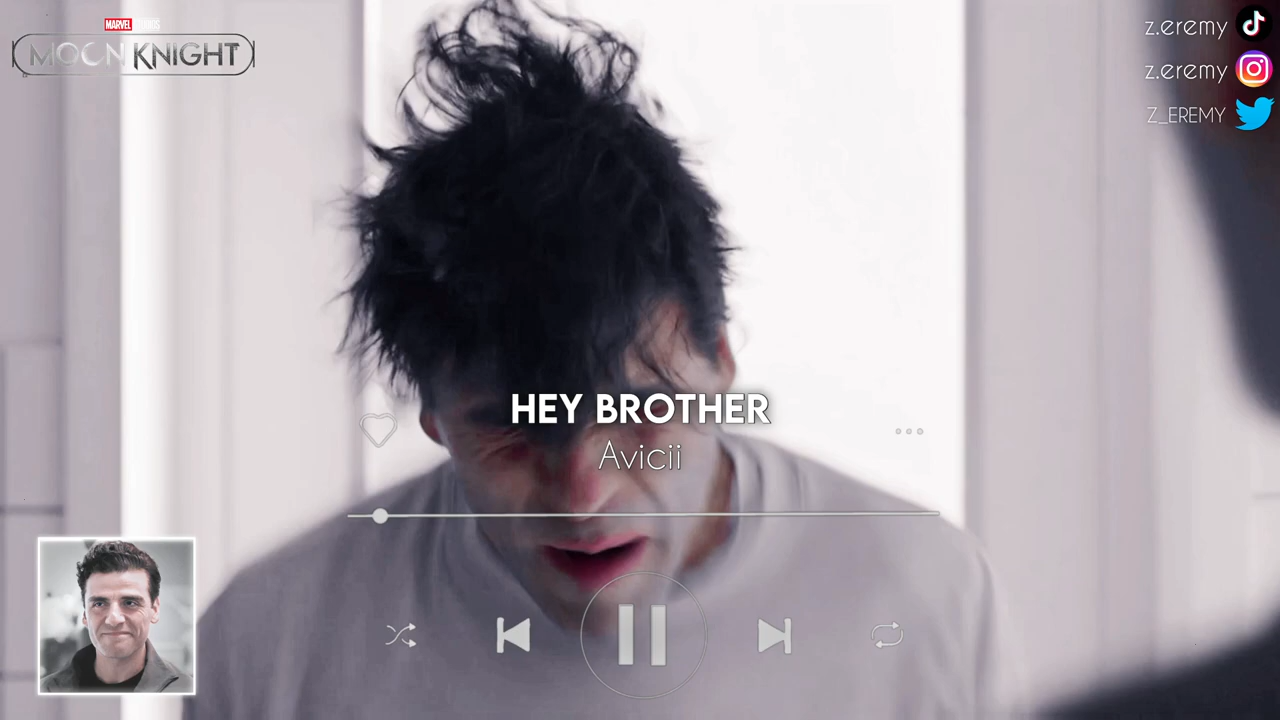 MARVEL STUDIOS
MOON KNIGHT
z.eremy
z.eremy
Z_EREMY
HEY BROTHER
Avicii